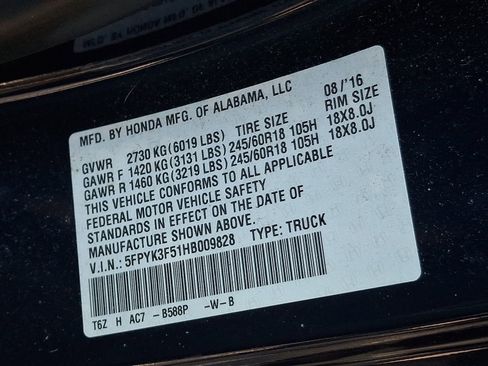 MFD. BY HONDA MFG. OF ALABAMA, LLC 08/'16
GVWR 2730 KG(6019 LBS) TIRE SIZE RIM SIZE
GAWR F 1420 KG(3131 LBS) 245/60R18 105H 18X8.0J
GAWR R 1460 KG(3219 LBS) 245/60R18 105H 18X8.0J
THIS VEHICLE CONFORMS TO ALL APPLICABLE
FEDERAL MOTOR VEHICLE SAFETY
STANDARDS IN EFFECT ON THE DATE OF
MANUFACTURE SHOWN ABOVE.
V.I.N.: 5FPYK3F51HB009828 TYPE: TRUCK
T6Z H AC7 -B588P -W-B